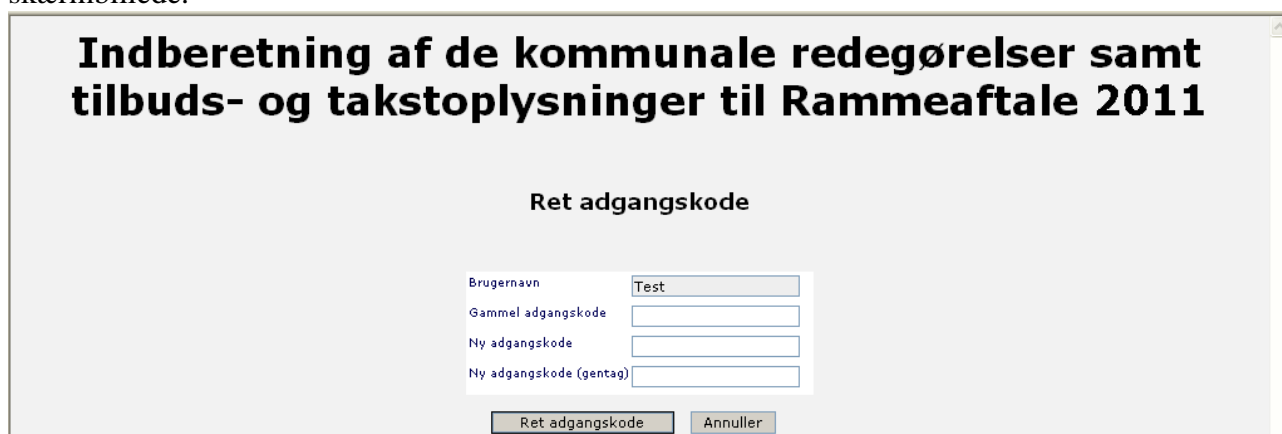 skærmbillede:
Indberetning af de kommunale redegørelser samt
tilbuds- og takstoplysninger til Rammeaftale 2011
Ret adgangskode
Brugernavn Test
Gammel adgangskode
Ny adgangskode
Ny adgangskode (gentag)
Ret adgangskode Annuller